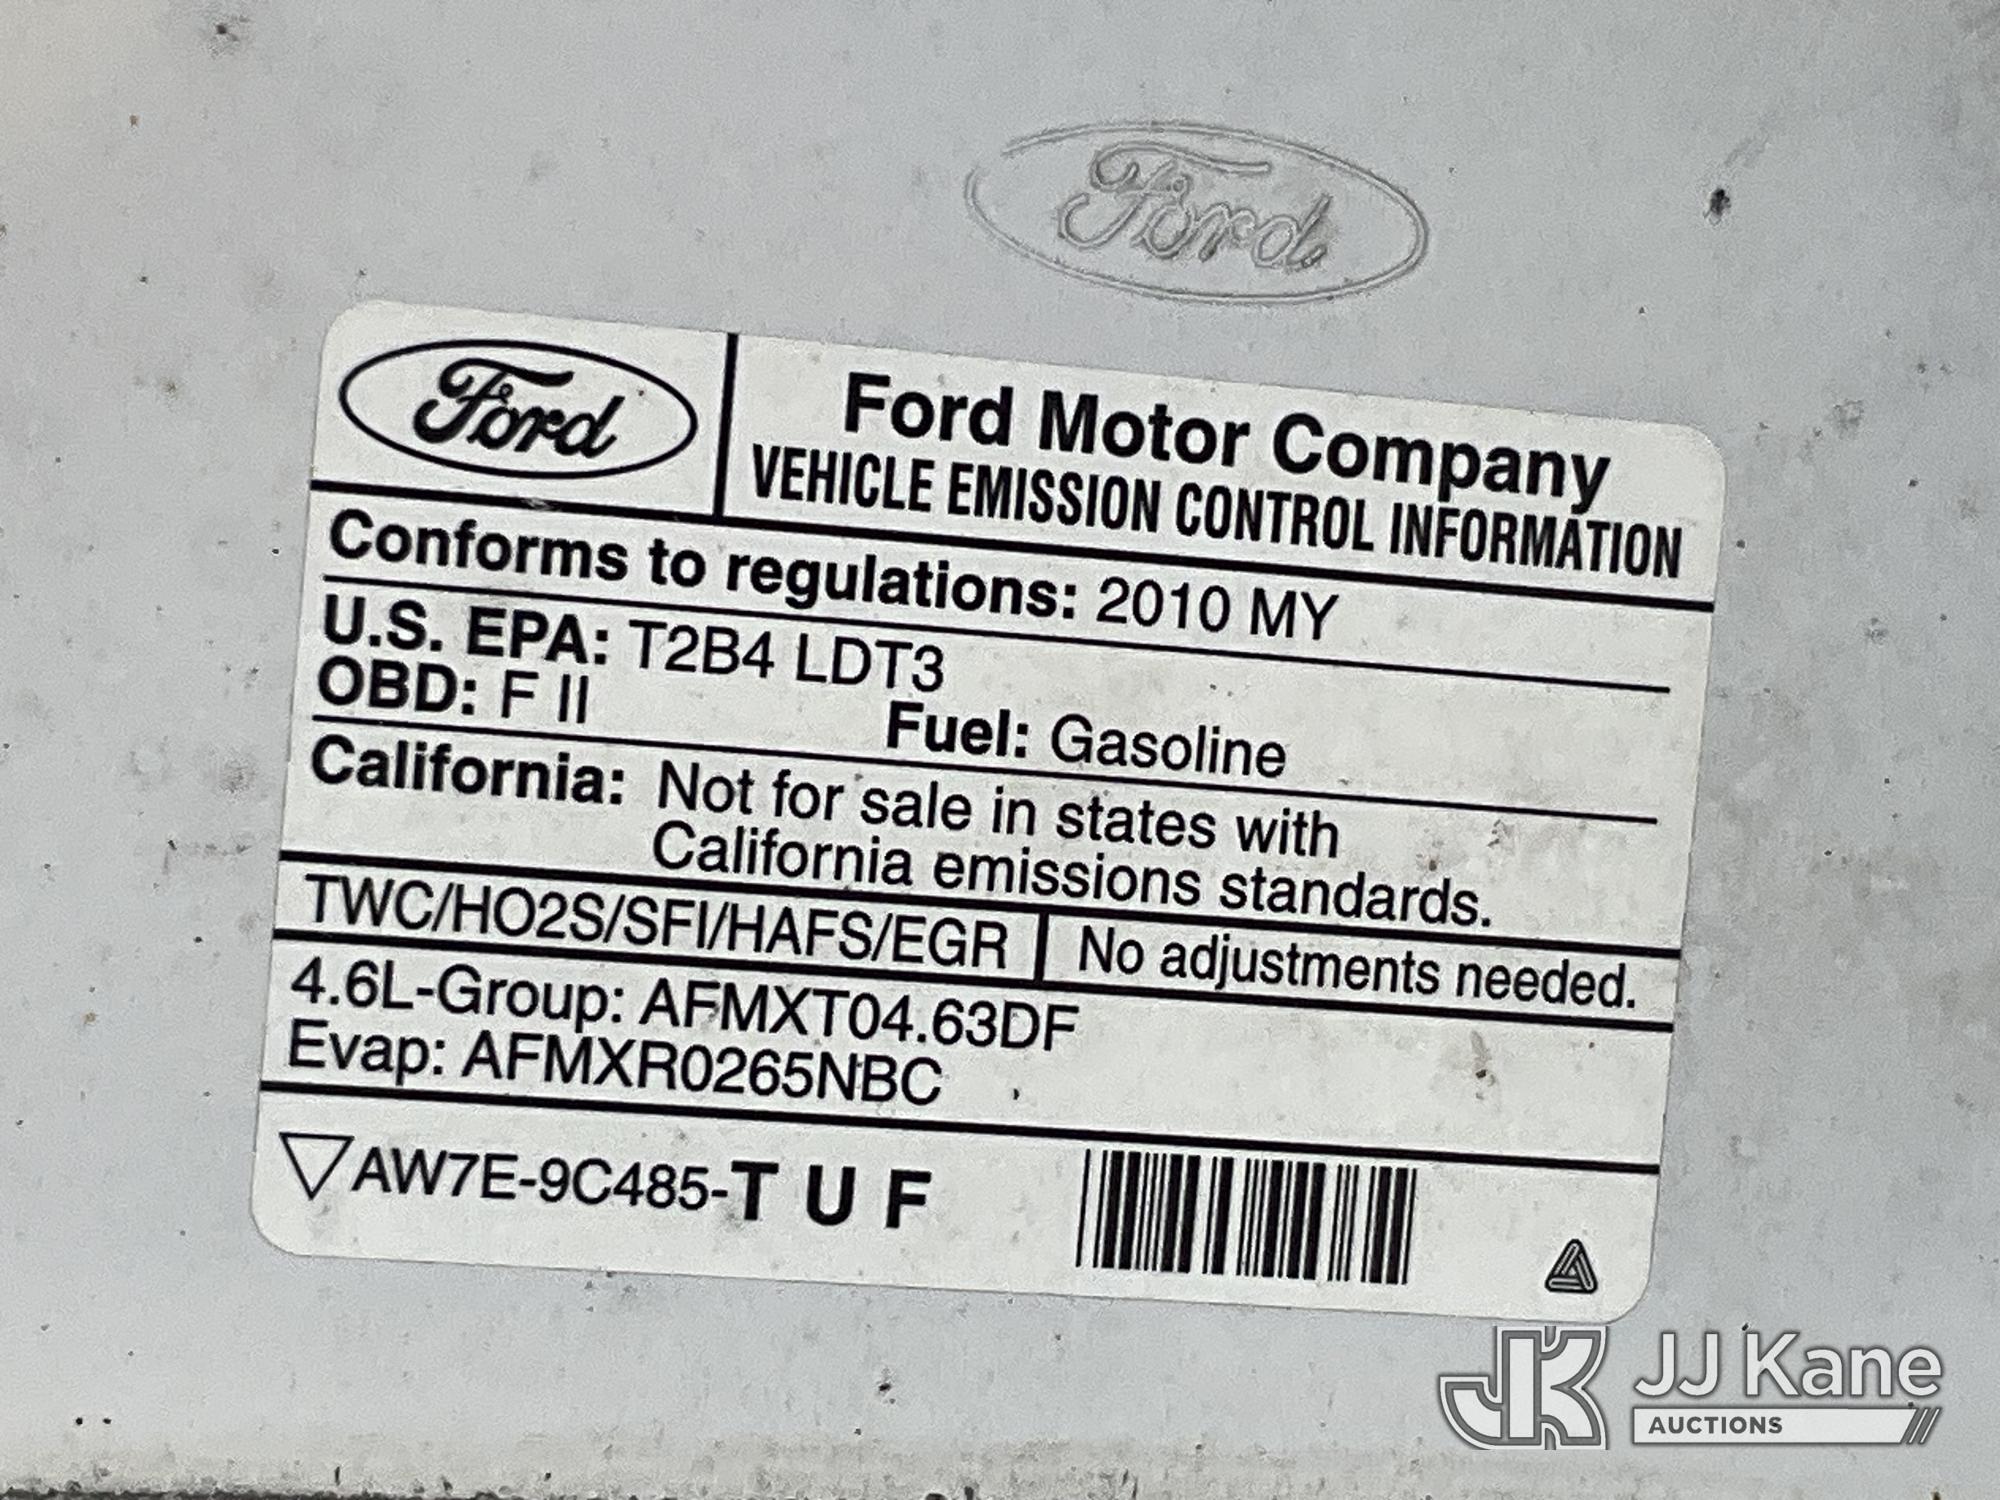 Ford
Ford
Ford Motor Company
VEHICLE EMISSION CONTROL INFORMATION
Conforms to regulations: 2010 MY
U.S. EPA: T2B4 LDT3
OBD: F II Fuel: Gasoline
California: Not for sale in states with
California emissions standards.
TWC/HO2S/SFI/HAFS/EGR No adjustments needed.
4.6L-Group: AFMXT04.63DF
Evap: AFMXR0265NBC
AW7E-9C485-T U F
JK JJ Kane
AUCTIONS